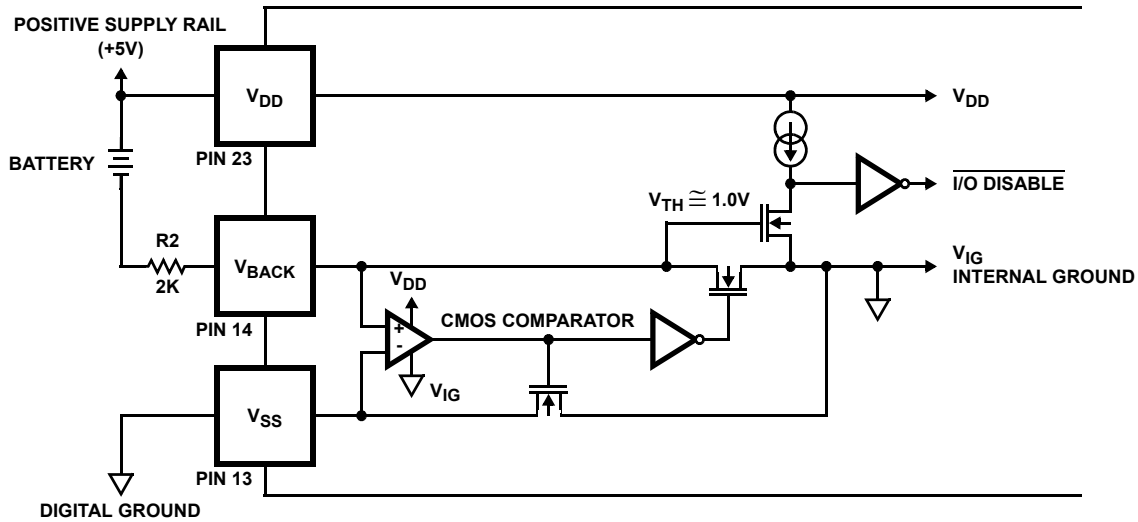 POSITIVE SUPPLY RAIL
(+5V)
VDD
PIN 23
VDD
BATTERY
I/O DISABLE
VTH ≅ 1.0V
R2
2K
VBACK
PIN 14
VDD
VIG
INTERNAL GROUND
CMOS COMPARATOR
+
-
VIG
VSS
PIN 13
DIGITAL GROUND